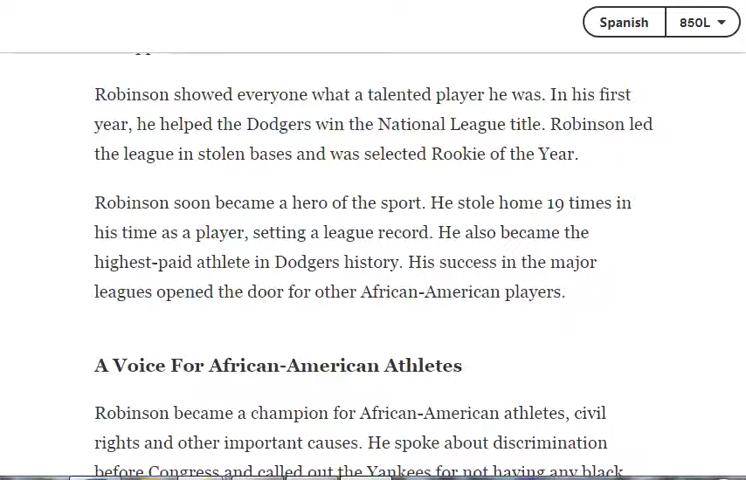 Spanish 850L
Robinson showed everyone what a talented player he was. In his first
year, he helped the Dodgers win the National League title. Robinson led
the league in stolen bases and was selected Rookie of the Year.
Robinson soon became a hero of the sport. He stole home 19 times in
his time as a player, setting a league record. He also became the
highest-paid athlete in Dodgers history. His success in the major
leagues opened the door for other African-American players.
A Voice For African-American Athletes
Robinson became a champion for African-American athletes, civil
rights and other important causes. He spoke about discrimination
before Congress and called out the Yankees for not having any black